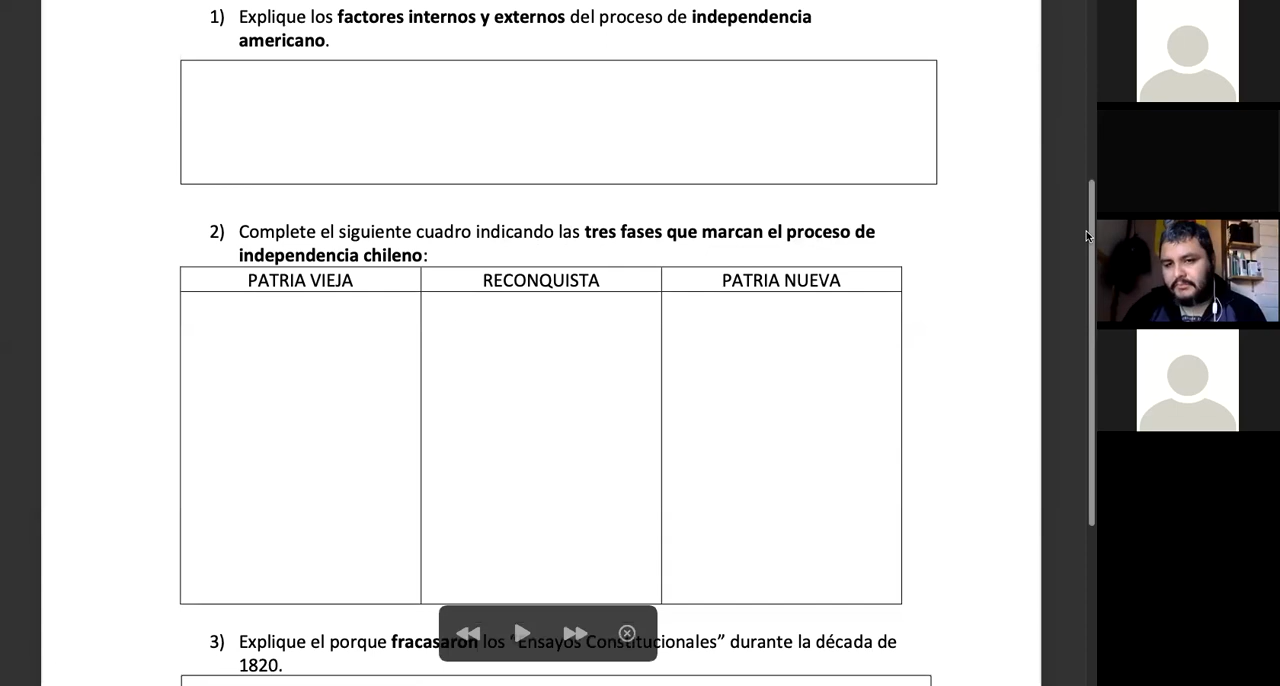 1) Explique los factores internos y externos del proceso de independencia
americano.
2) Complete el siguiente cuadro indicando las tres fases que marcan el proceso de
independencia chileno:
PATRIA VIEJA RECONQUISTA PATRIA NUEVA
3) Explique el porque fracasaron los “Ensayos Constitucionales” durante la década de
1820.